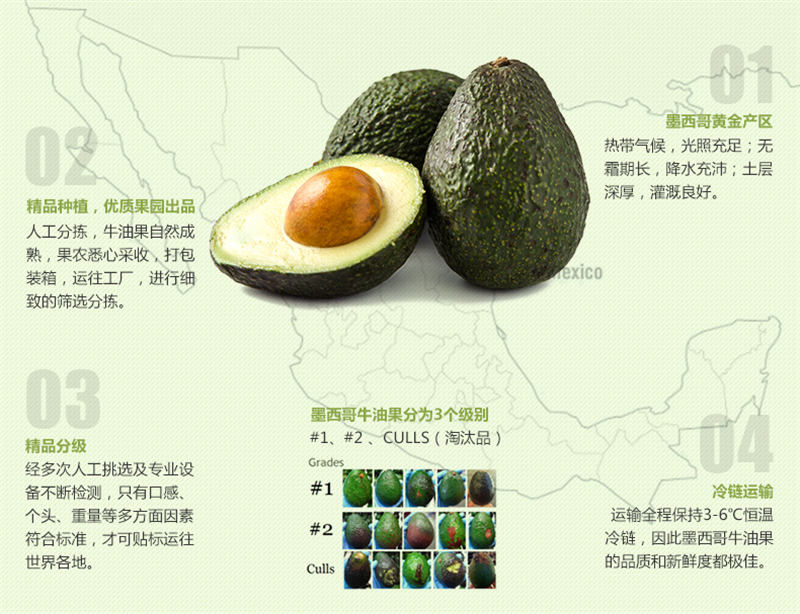 01
墨西哥黄金产区
热带气候，光照充足；无
霜期长，降水充沛；土层
深厚，灌溉良好。
02
精品种植，优质果园出品
人工分拣，牛油果自然成
熟，果农悉心采收，打包
装箱，运往工厂，进行细
致的筛选分拣。
mexico
03
精品分级
经多次人工挑选及专业设
备不断检测，只有口感、
个头、重量等多方面因素
符合标准，才可贴标运往
世界各地。
墨西哥牛油果分为3个级别
#1、#2 、CULLS（淘汰品）
Grades
#1
#2
Culls
04
冷链运输
运输全程保持3-6℃恒温
冷链，因此墨西哥牛油果
的品质和新鲜度都极佳。